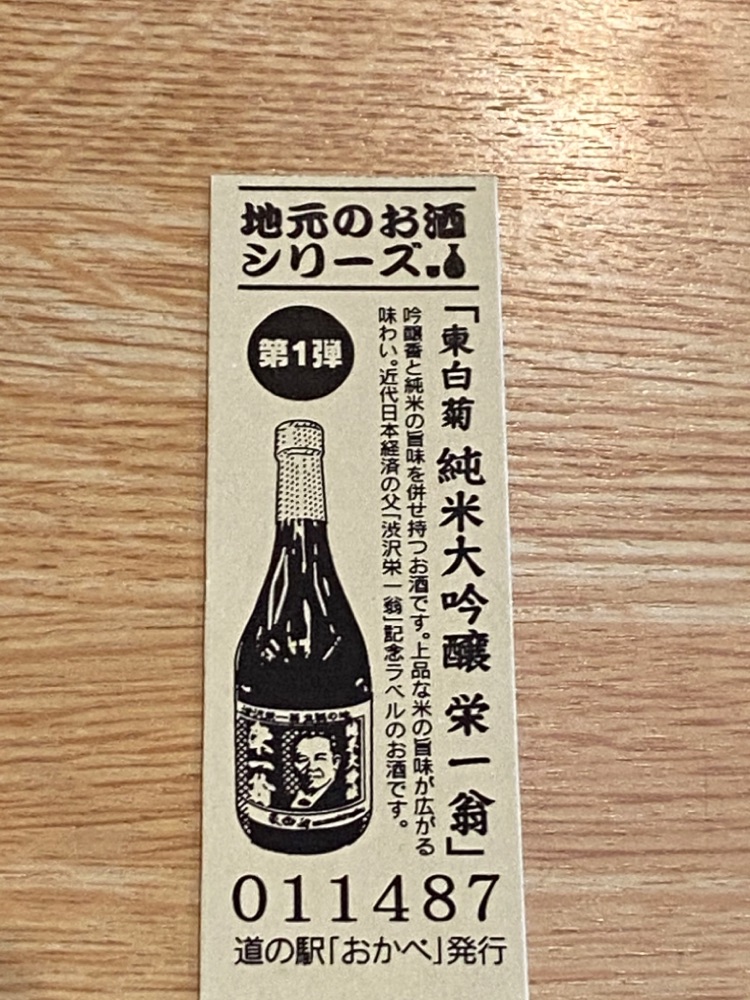 地元のお酒
シリーズ
第1弾
「東白菊 純米大吟醸 栄一翁」
吟醸香と純米の旨味を併せ持つお酒です。上品な米の旨味が広がる
味わい。近代日本経済の父「渋沢栄一翁」記念ラベルのお酒です。
栄一翁
011487
道の駅「おかべ」発行